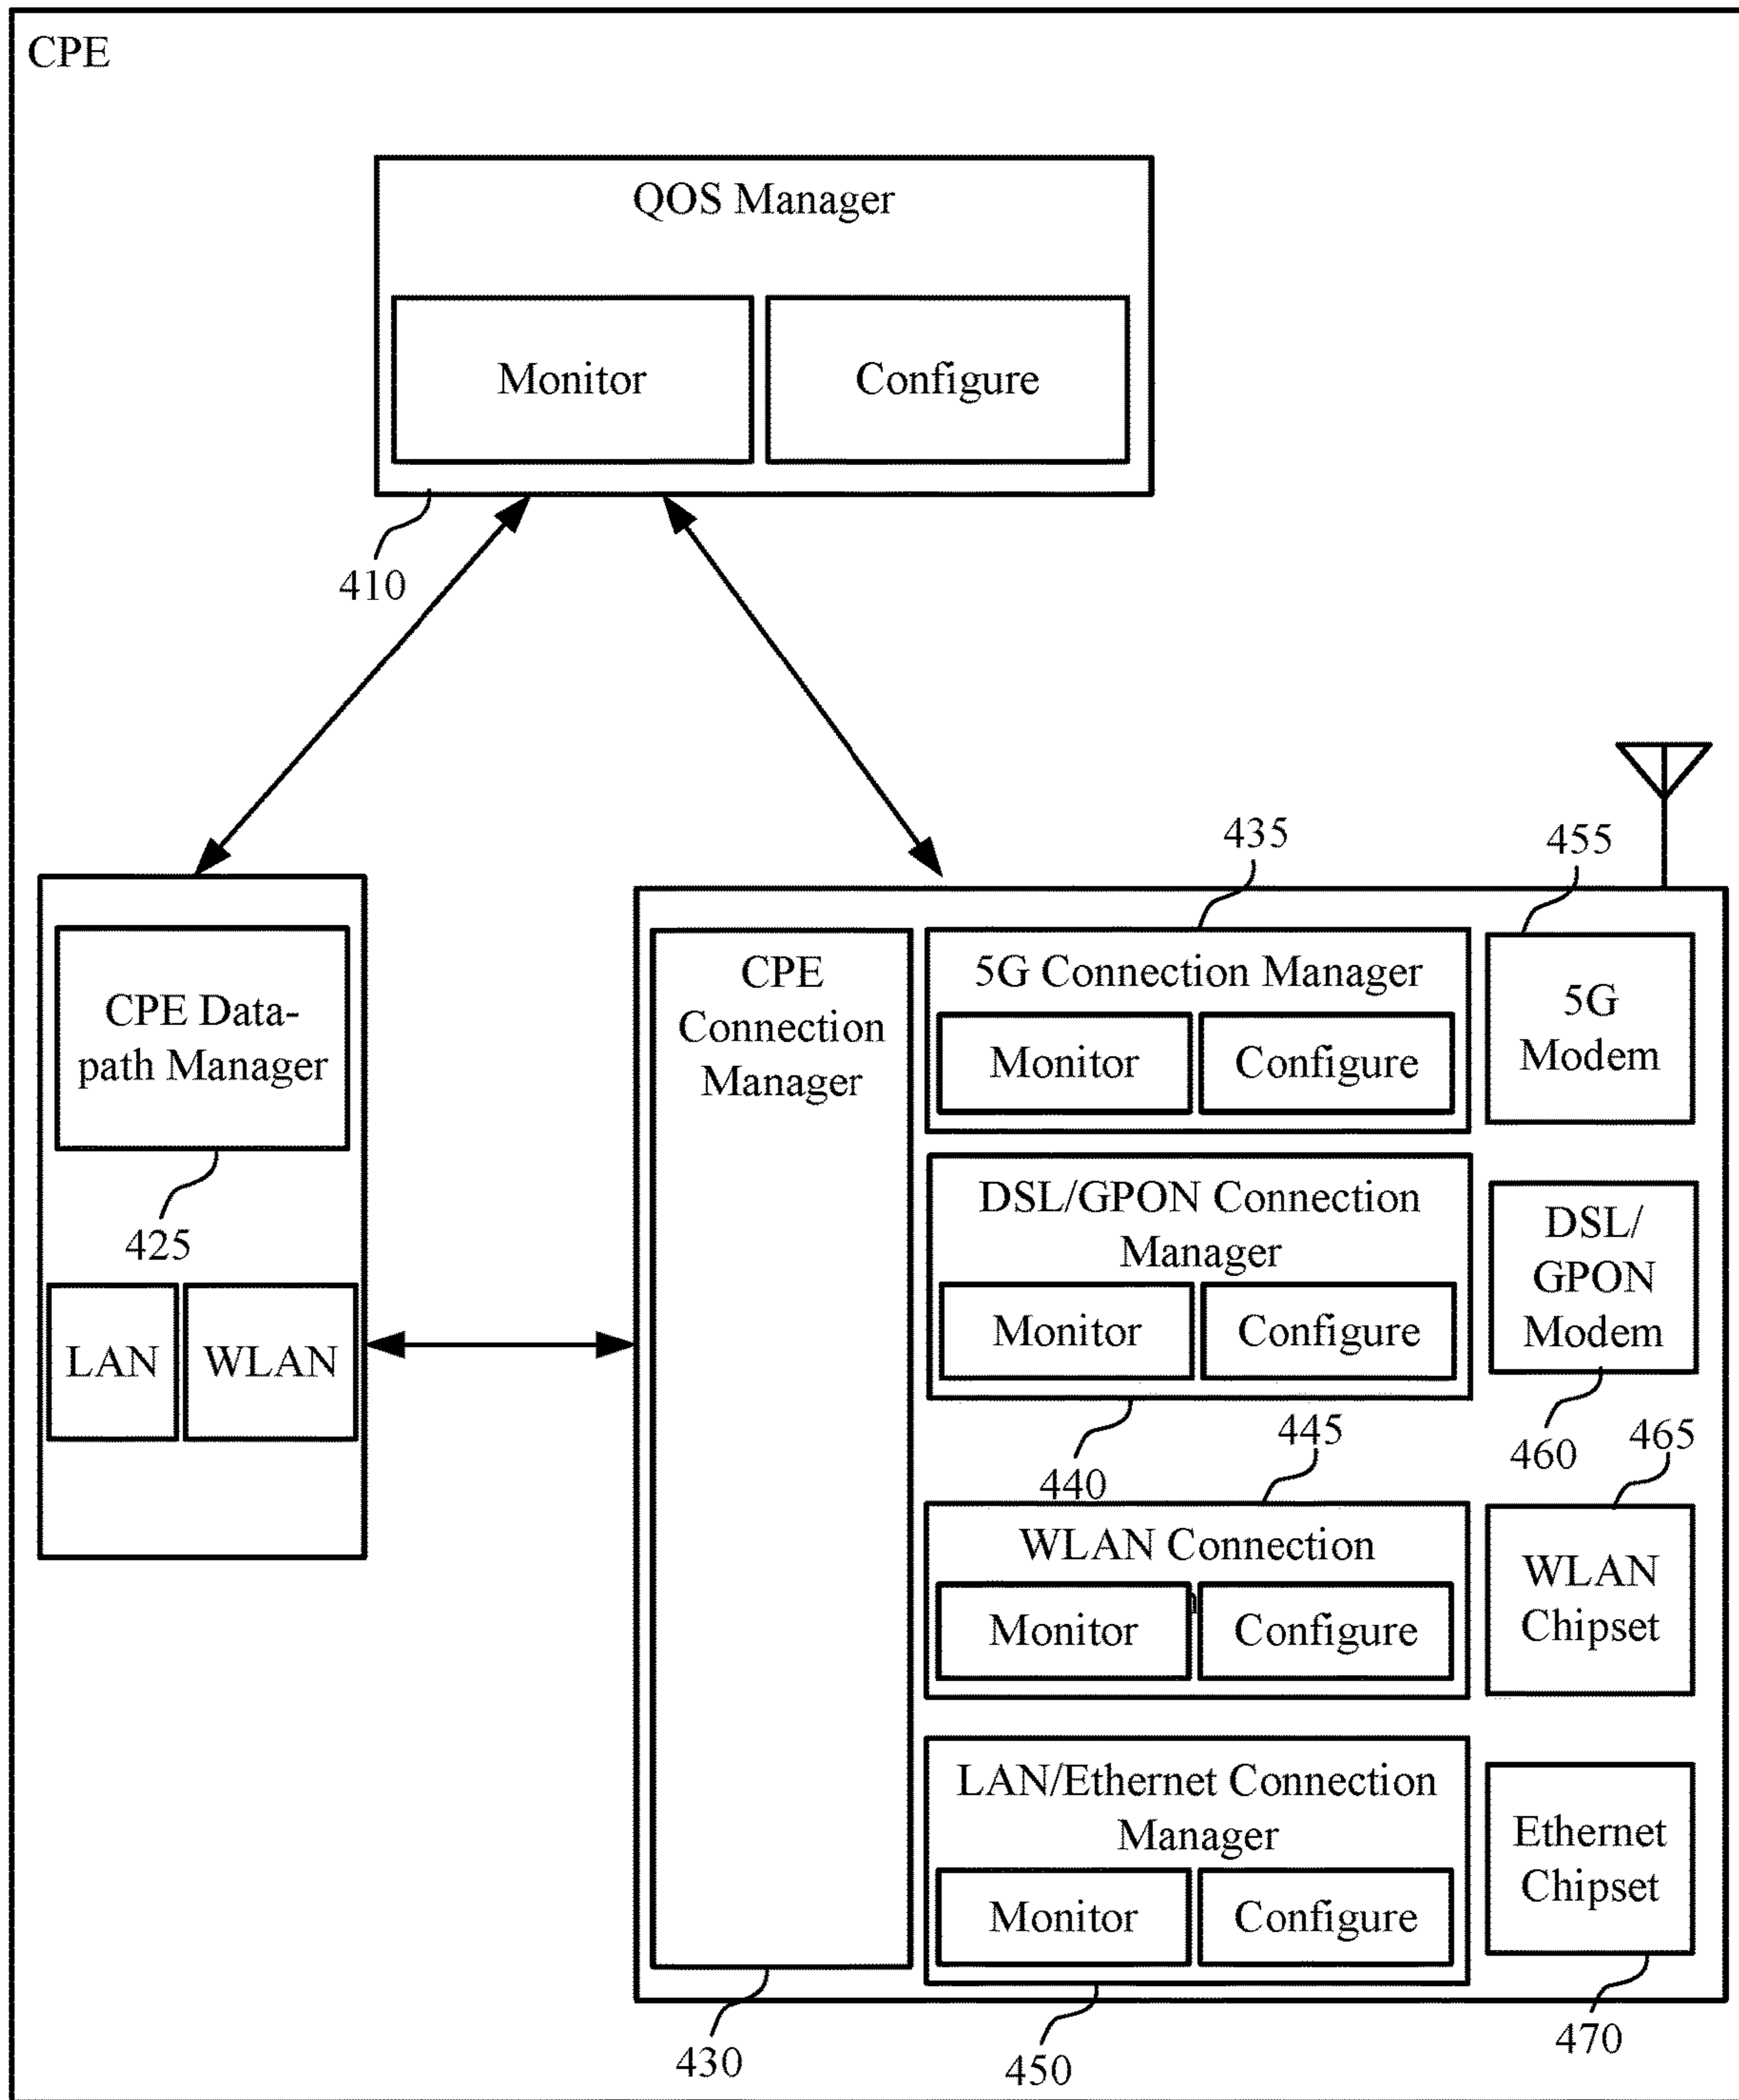 CPE
QOS Manager
Monitor
Configure
410
435
455
CPE Data-
path Manager
425
LAN
WLAN
CPE
Connection
Manager
430
5G Connection Manager
Monitor
Configure
5G
Modem
DSL/GPON Connection
Manager
Monitor
Configure
440
DSL/
GPON
Modem
460
445
465
WLAN Connection
Monitor
Configure
WLAN
Chipset
LAN/Ethernet Connection
Manager
Monitor
Configure
450
Ethernet
Chipset
470